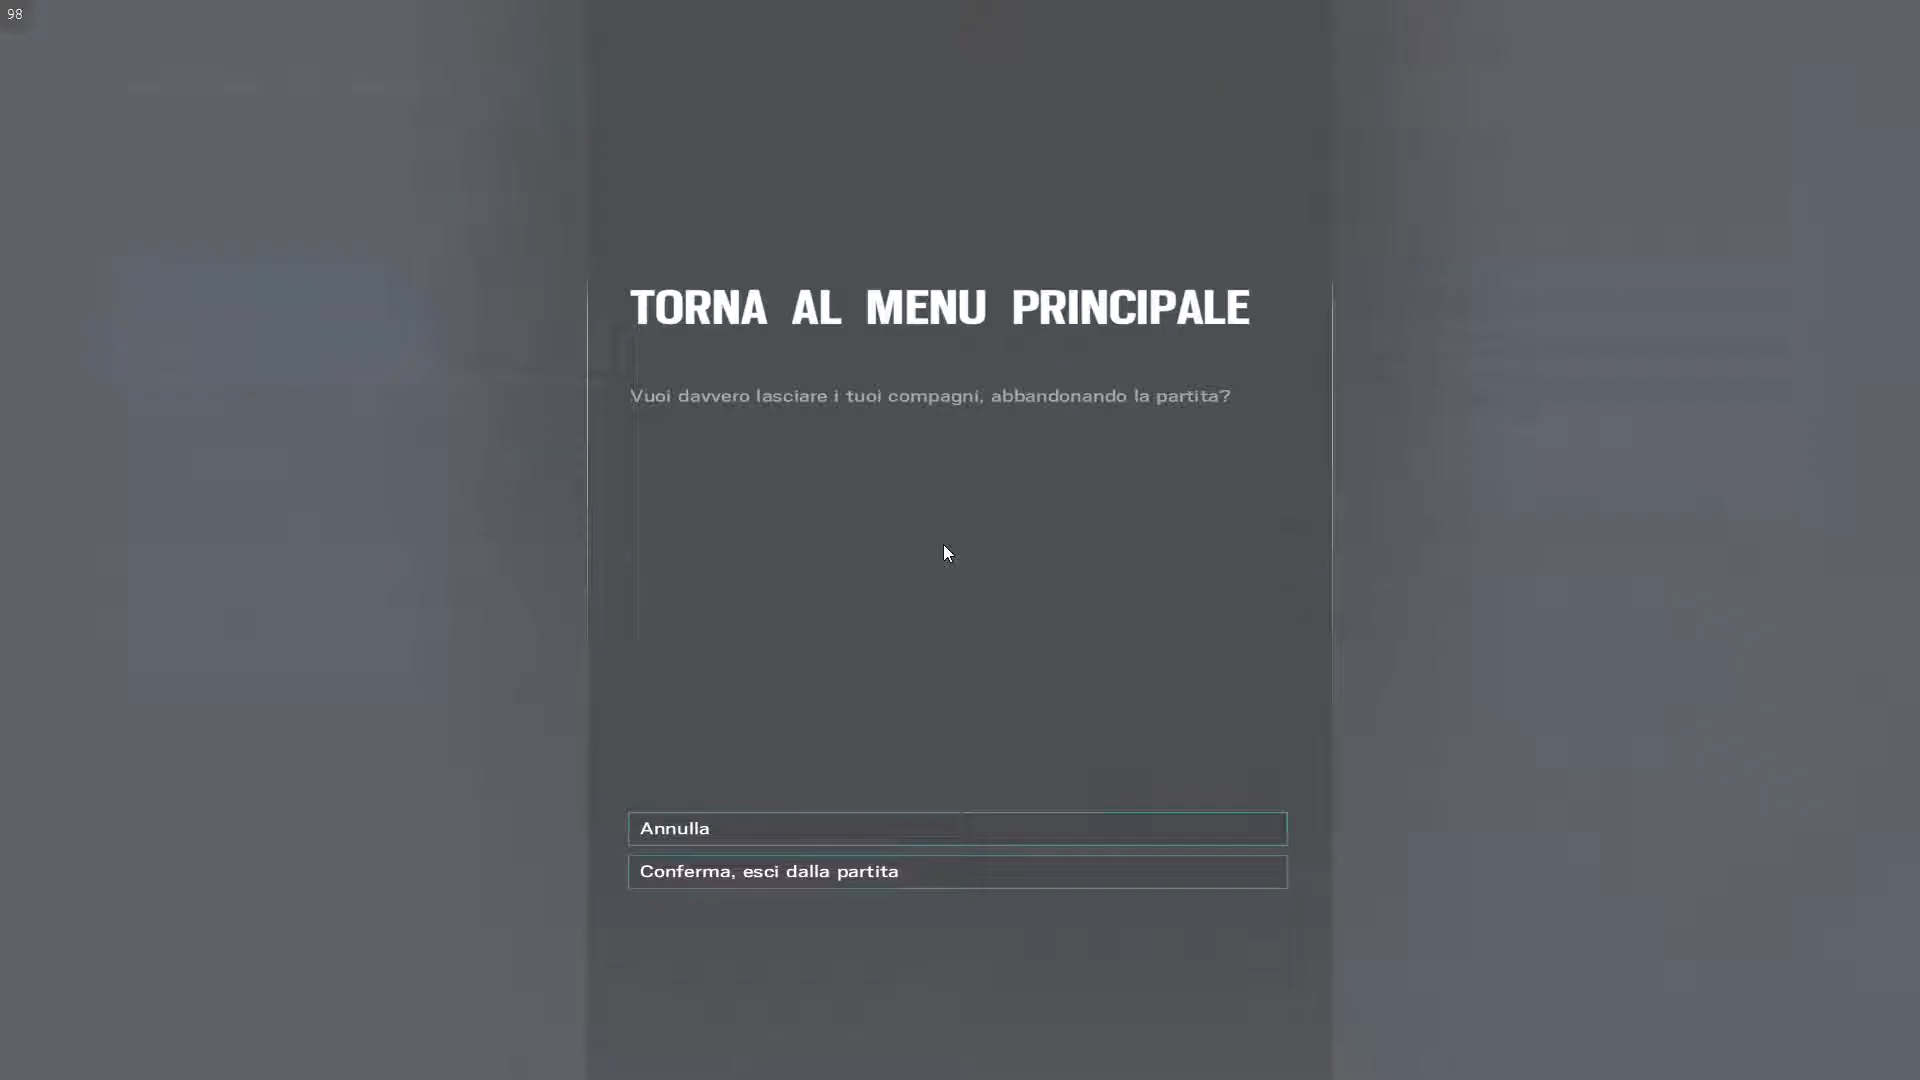 98
TORNA AL MENU PRINCIPALE
Vuoi davvero lasciare i tuoi compagni, abbandonando la partita?
Annulla
Conferma, esci dalla partita